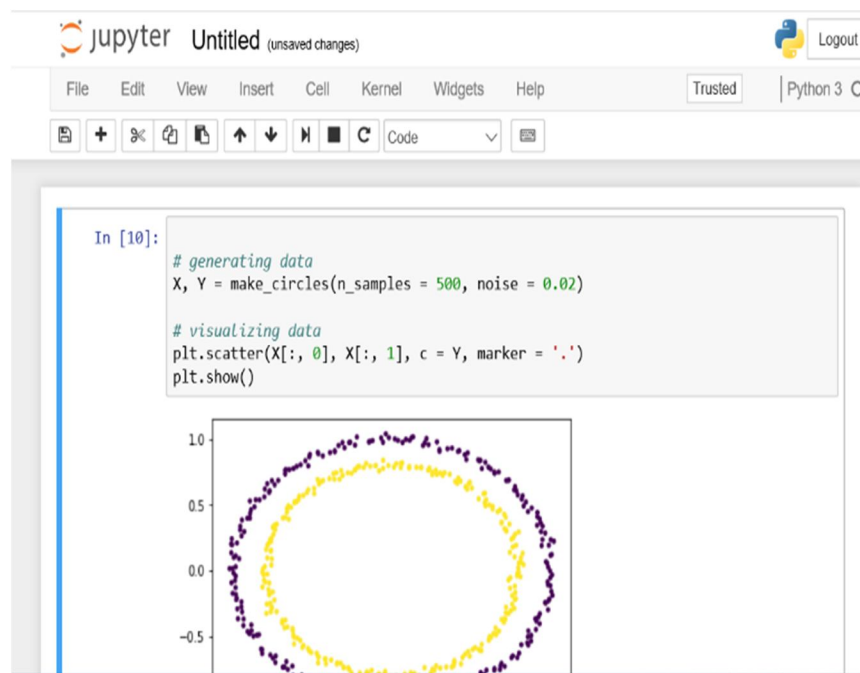 jupyter Untitled (unsaved changes) Logout
File Edit View Insert Cell Kernel Widgets Help Trusted Python 3
Code
In [10]:
# generating data
X, Y = make_circles(n_samples = 500, noise = 0.02)
# visualizing data
plt.scatter(X[:, 0], X[:, 1], c = Y, marker = '.')
plt.show()
1.0
0.5
0.0
−0.5